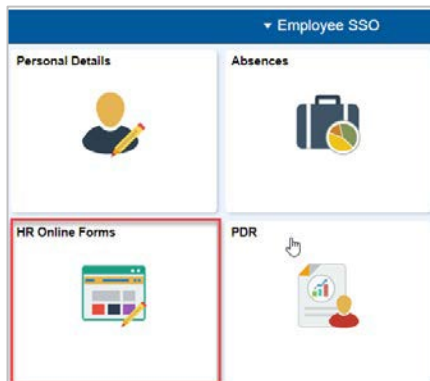 Employee SSO
Personal Details
Absences
HR Online Forms
PDR